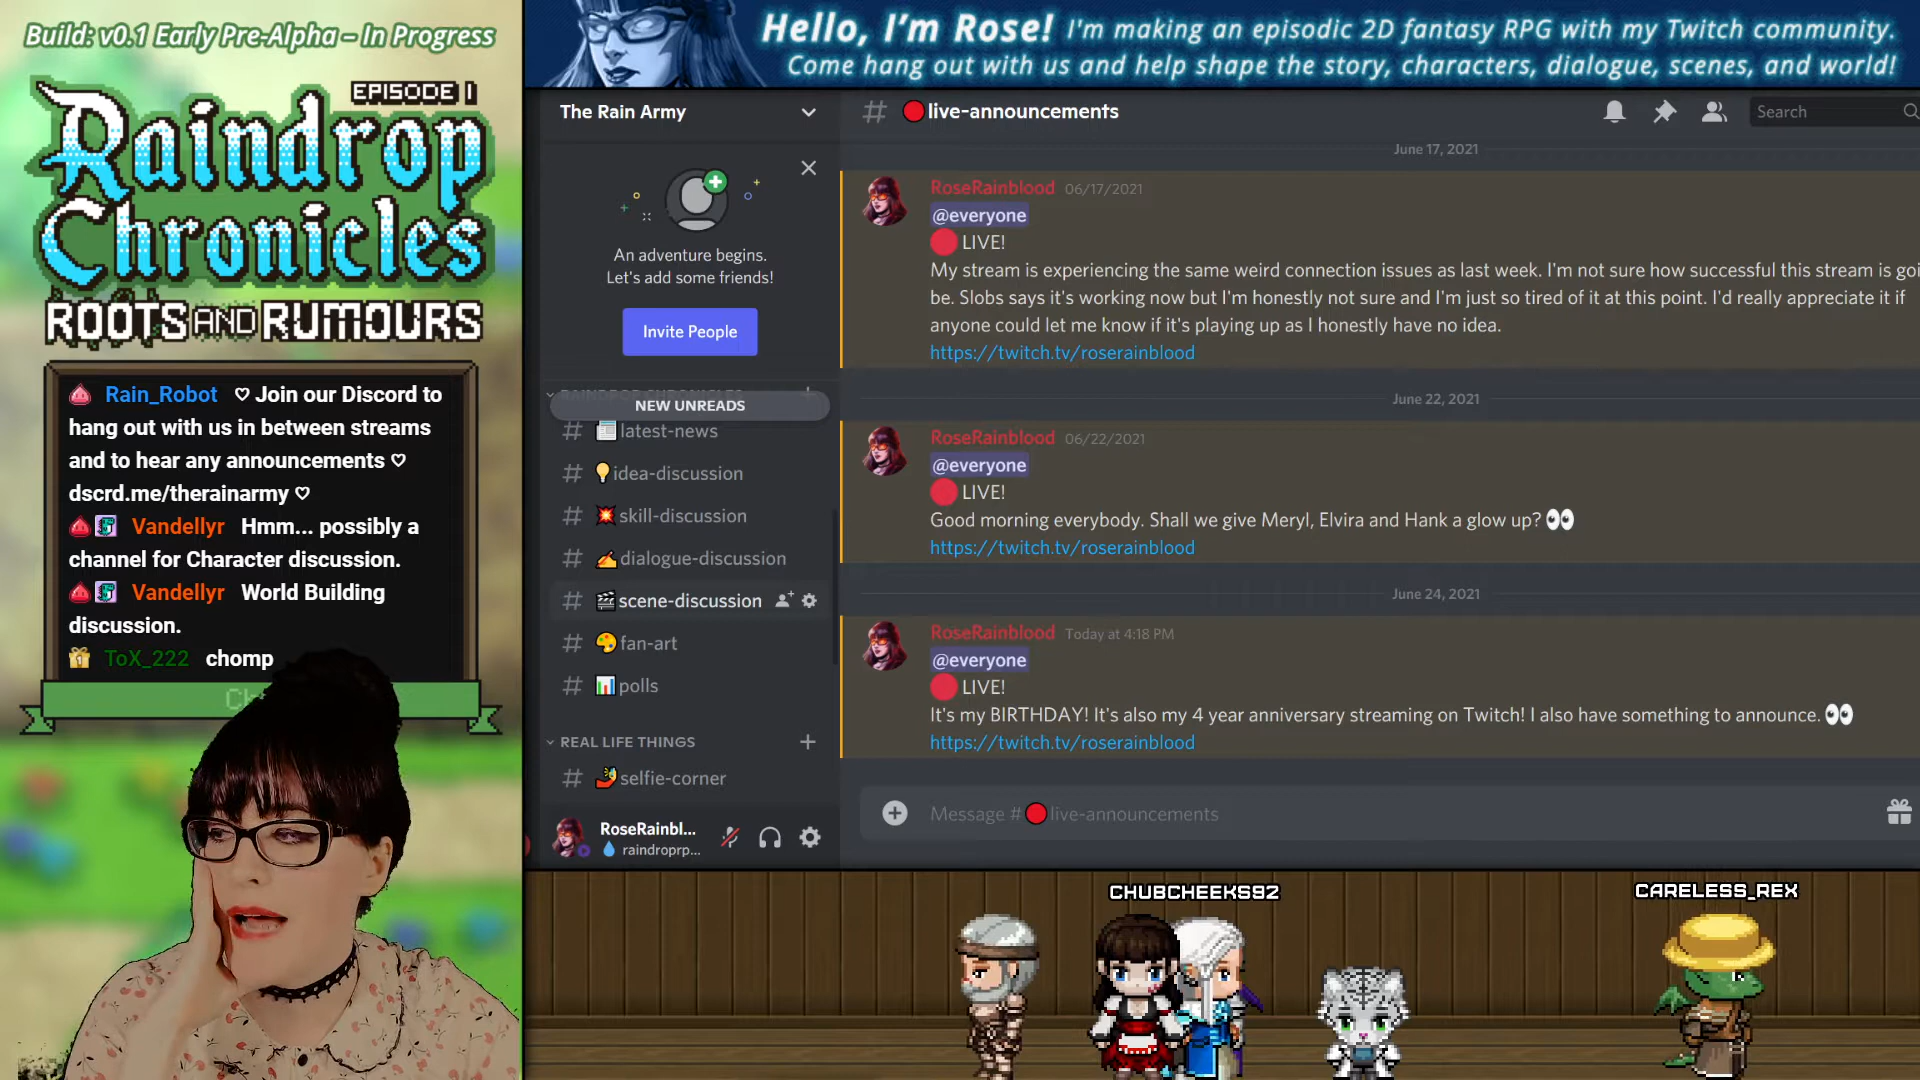 Build: v0.1 Early Pre-Alpha – In Progress
EPISODE I
Raindrop
Chronicles
ROOTS AND RUMOURS
Rain_Robot ♡ Join our Discord to
hang out with us in between streams
and to hear any announcements ♡
dscrd.me/therainarmy ♡
Vandellyr Hmm... possibly a
channel for Character discussion.
Vandellyr World Building
discussion.
ToX_222 chomp
Hello, I'm Rose! I'm making an episodic 2D fantasy RPG with my Twitch community.
Come hang out with us and help shape the story, characters, dialogue, scenes, and world!
The Rain Army
An adventure begins.
Let's add some friends!
Invite People
RAINDROP CHRONICLES
NEW UNREADS
# latest-news
# idea-discussion
# skill-discussion
# dialogue-discussion
# scene-discussion
# fan-art
# polls
REAL LIFE THINGS
# selfie-corner
RoseRainbl...
raindroprp...
# live-announcements
Search
June 17, 2021
RoseRainblood 06/17/2021
@everyone
LIVE!
My stream is experiencing the same weird connection issues as last week. I'm not sure how successful this stream is goi
be. Slobs says it's working now but I'm honestly not sure and I'm just so tired of it at this point. I'd really appreciate it if
anyone could let me know if it's playing up as I honestly have no idea.
https://twitch.tv/roserainblood
June 22, 2021
RoseRainblood 06/22/2021
@everyone
LIVE!
Good morning everybody. Shall we give Meryl, Elvira and Hank a glow up? 👀
https://twitch.tv/roserainblood
June 24, 2021
RoseRainblood Today at 4:18 PM
@everyone
LIVE!
It's my BIRTHDAY! It's also my 4 year anniversary streaming on Twitch! I also have something to announce. 👀
https://twitch.tv/roserainblood
Message # live-announcements
CHUBCHEEKS92
CARELESS_REX